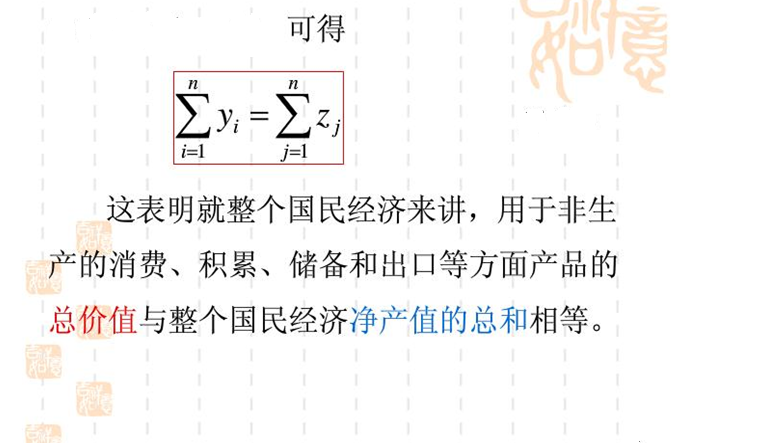 可得
$\sum_{i=1}^{n} y_i = \sum_{j=1}^{n} z_j$
这表明就整个国民经济来讲，用于非生
产的消费、积累、储备和出口等方面产品的
总价值与整个国民经济净产值的总和相等。